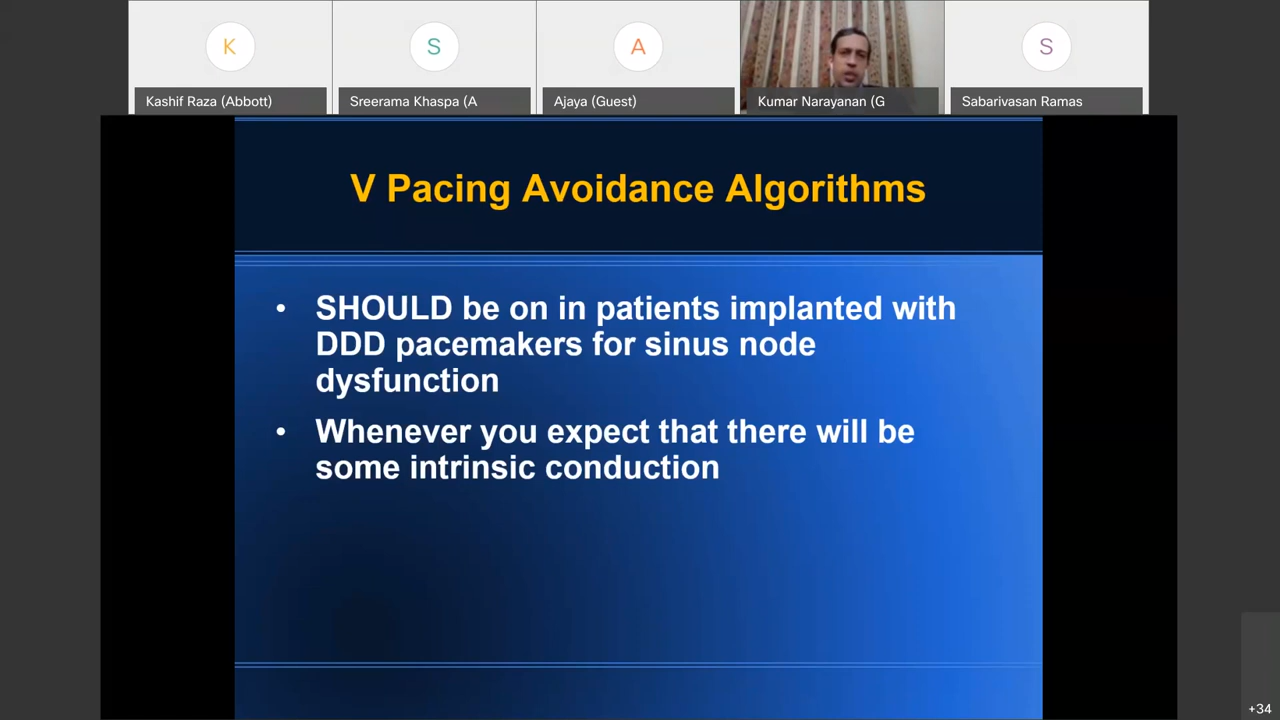 K
S
A
S
Kashif Raza (Abbott)
Sreerama Khaspa (A
Ajaya (Guest)
Kumar Narayanan (G
Sabarivasan Ramas
V Pacing Avoidance Algorithms
• SHOULD be on in patients implanted with
DDD pacemakers for sinus node
dysfunction
• Whenever you expect that there will be
some intrinsic conduction
+34